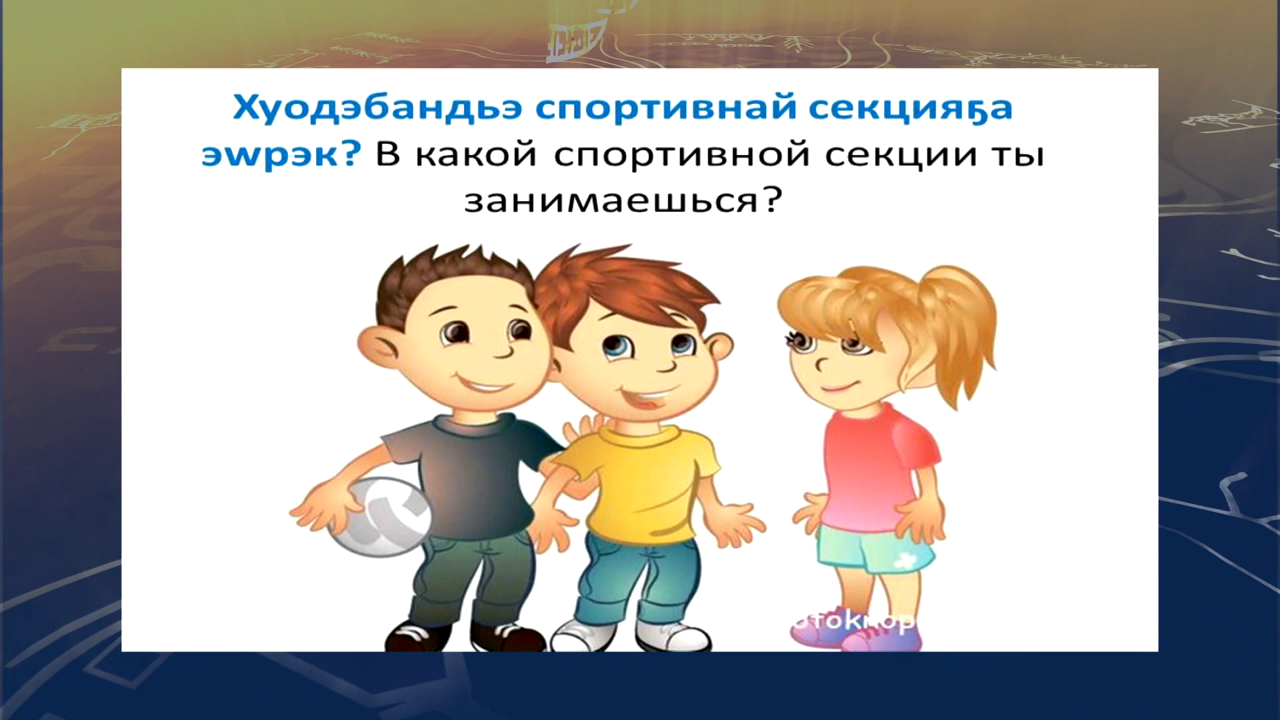 Хуодэбандьэ спортивнай секцияҕа
эwрэк? В какой спортивной секции ты
занимаешься?